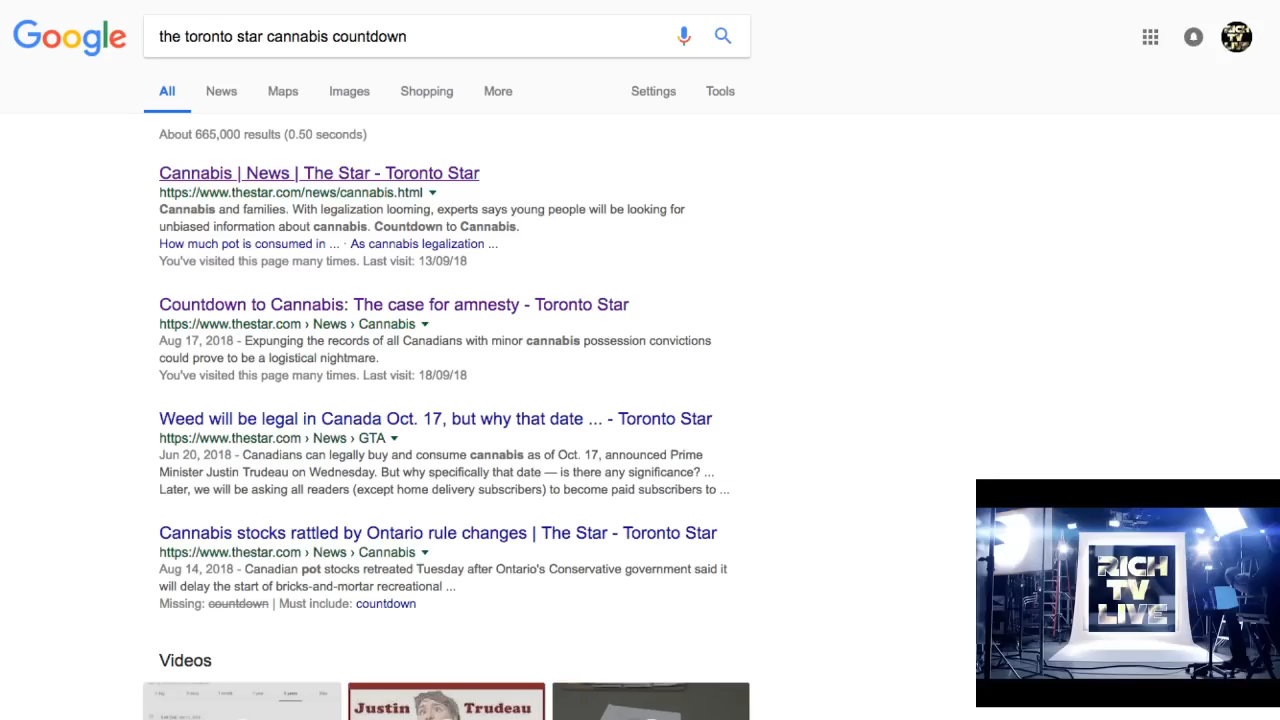 Google
the toronto star cannabis countdown
RICH
TV
LIVE
All News Maps Images Shopping More Settings Tools
About 665,000 results (0.50 seconds)
Cannabis | News | The Star - Toronto Star
https://www.thestar.com/news/cannabis.html
Cannabis and families. With legalization looming, experts says young people will be looking for
unbiased information about cannabis. Countdown to Cannabis.
How much pot is consumed in ... · As cannabis legalization ...
You've visited this page many times. Last visit: 13/09/18
Countdown to Cannabis: The case for amnesty - Toronto Star
https://www.thestar.com › News › Cannabis
Aug 17, 2018 - Expunging the records of all Canadians with minor cannabis possession convictions
could prove to be a logistical nightmare.
You've visited this page many times. Last visit: 18/09/18
Weed will be legal in Canada Oct. 17, but why that date ... - Toronto Star
https://www.thestar.com › News › GTA
Jun 20, 2018 - Canadians can legally buy and consume cannabis as of Oct. 17, announced Prime
Minister Justin Trudeau on Wednesday. But why specifically that date — is there any significance? ...
Later, we will be asking all readers (except home delivery subscribers) to become paid subscribers to ...
Cannabis stocks rattled by Ontario rule changes | The Star - Toronto Star
https://www.thestar.com › News › Cannabis
Aug 14, 2018 - Canadian pot stocks retreated Tuesday after Ontario's Conservative government said it
will delay the start of bricks-and-mortar recreational ...
Missing: countdown | Must include: countdown
RICH
TV
LIVE
Videos
Justin Trudeau